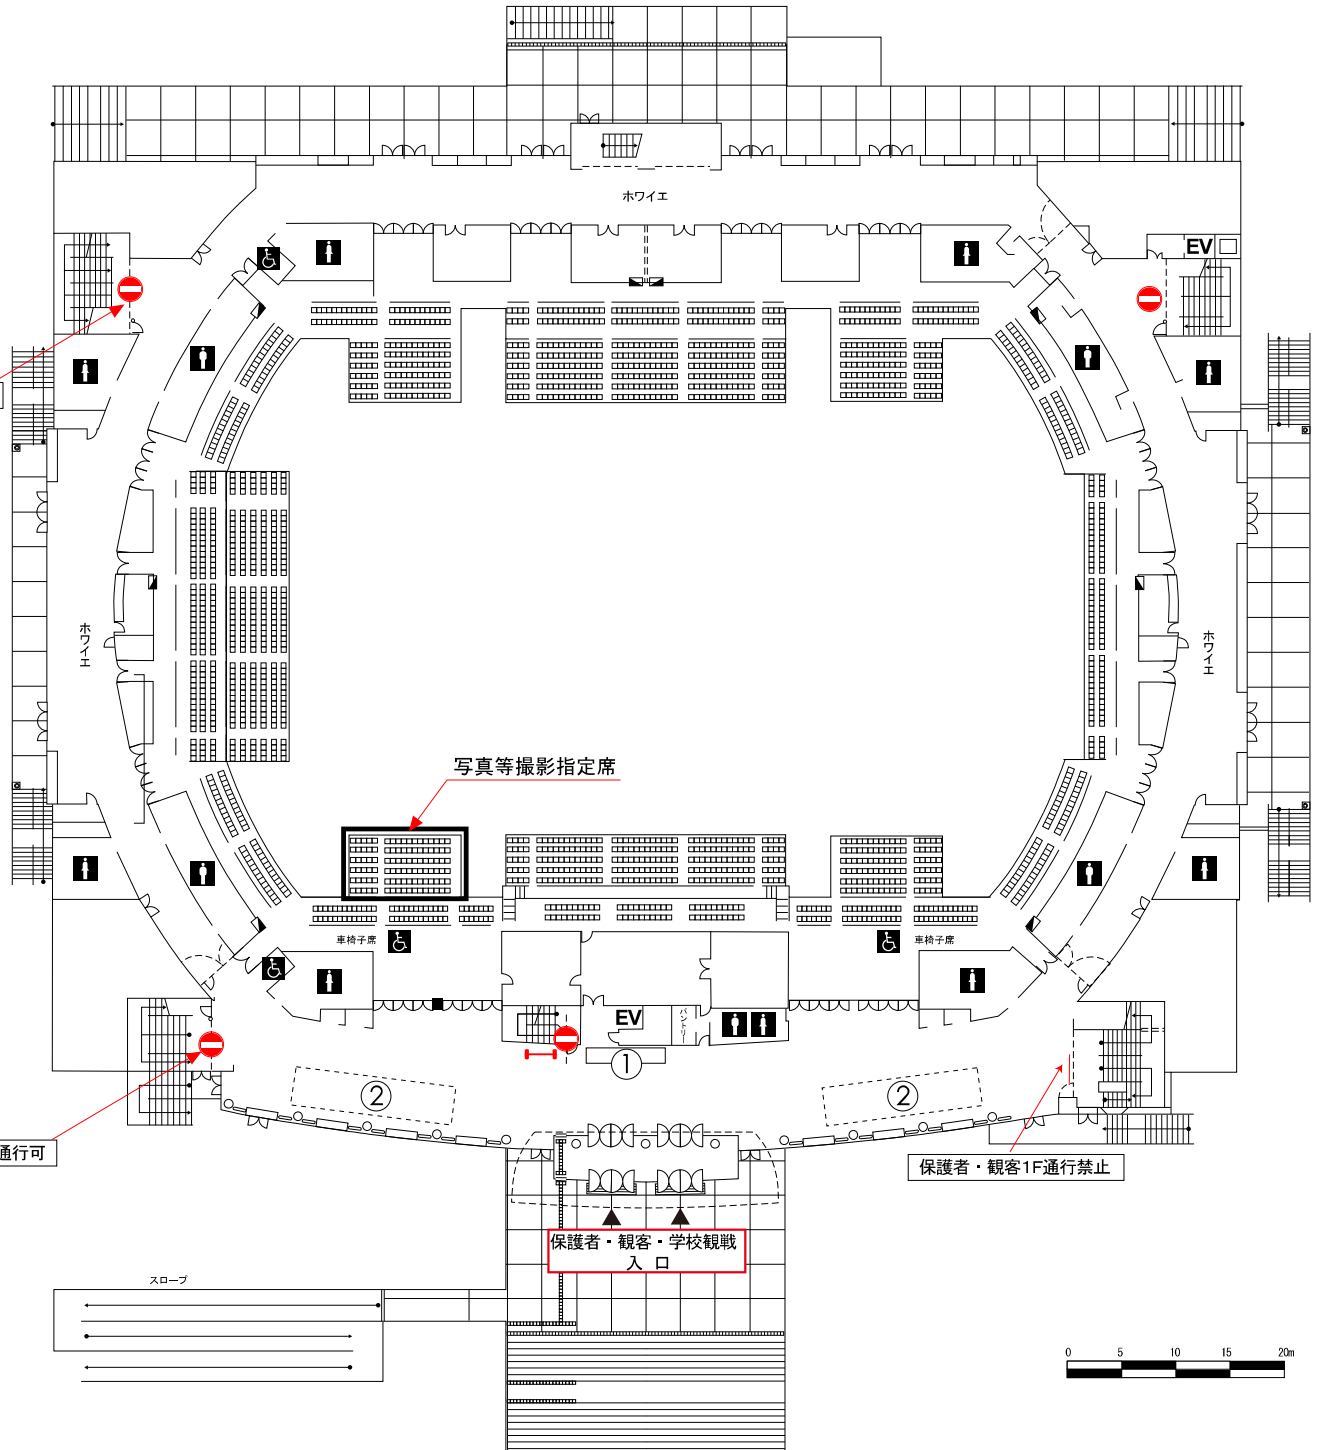 ホワイエ
EV
ホワイエ
ホワイエ
写真等撮影指定席
車椅子席
車椅子席
EV
パントリー
①
②
②
通行可
保護者・観客1F通行禁止
保護者・観客・学校観戦
入 口
スロープ
0 5 10 15 20m